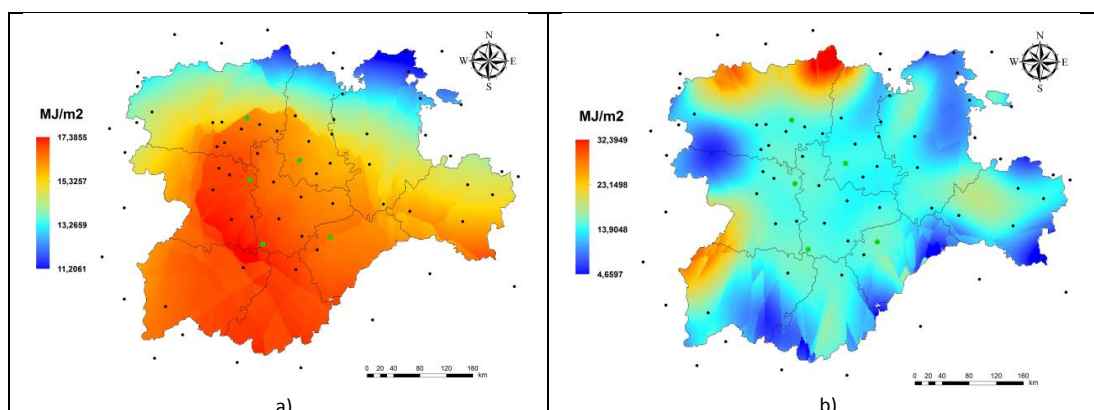 N
W E
S
MJ/m2
17,3855
15,3257
13,2659
11,2061
0 20 40 80 120 160
km
a)
N
W E
S
MJ/m2
32,3949
23,1498
13,9048
4,6597
0 20 40 80 120 160
km
b)